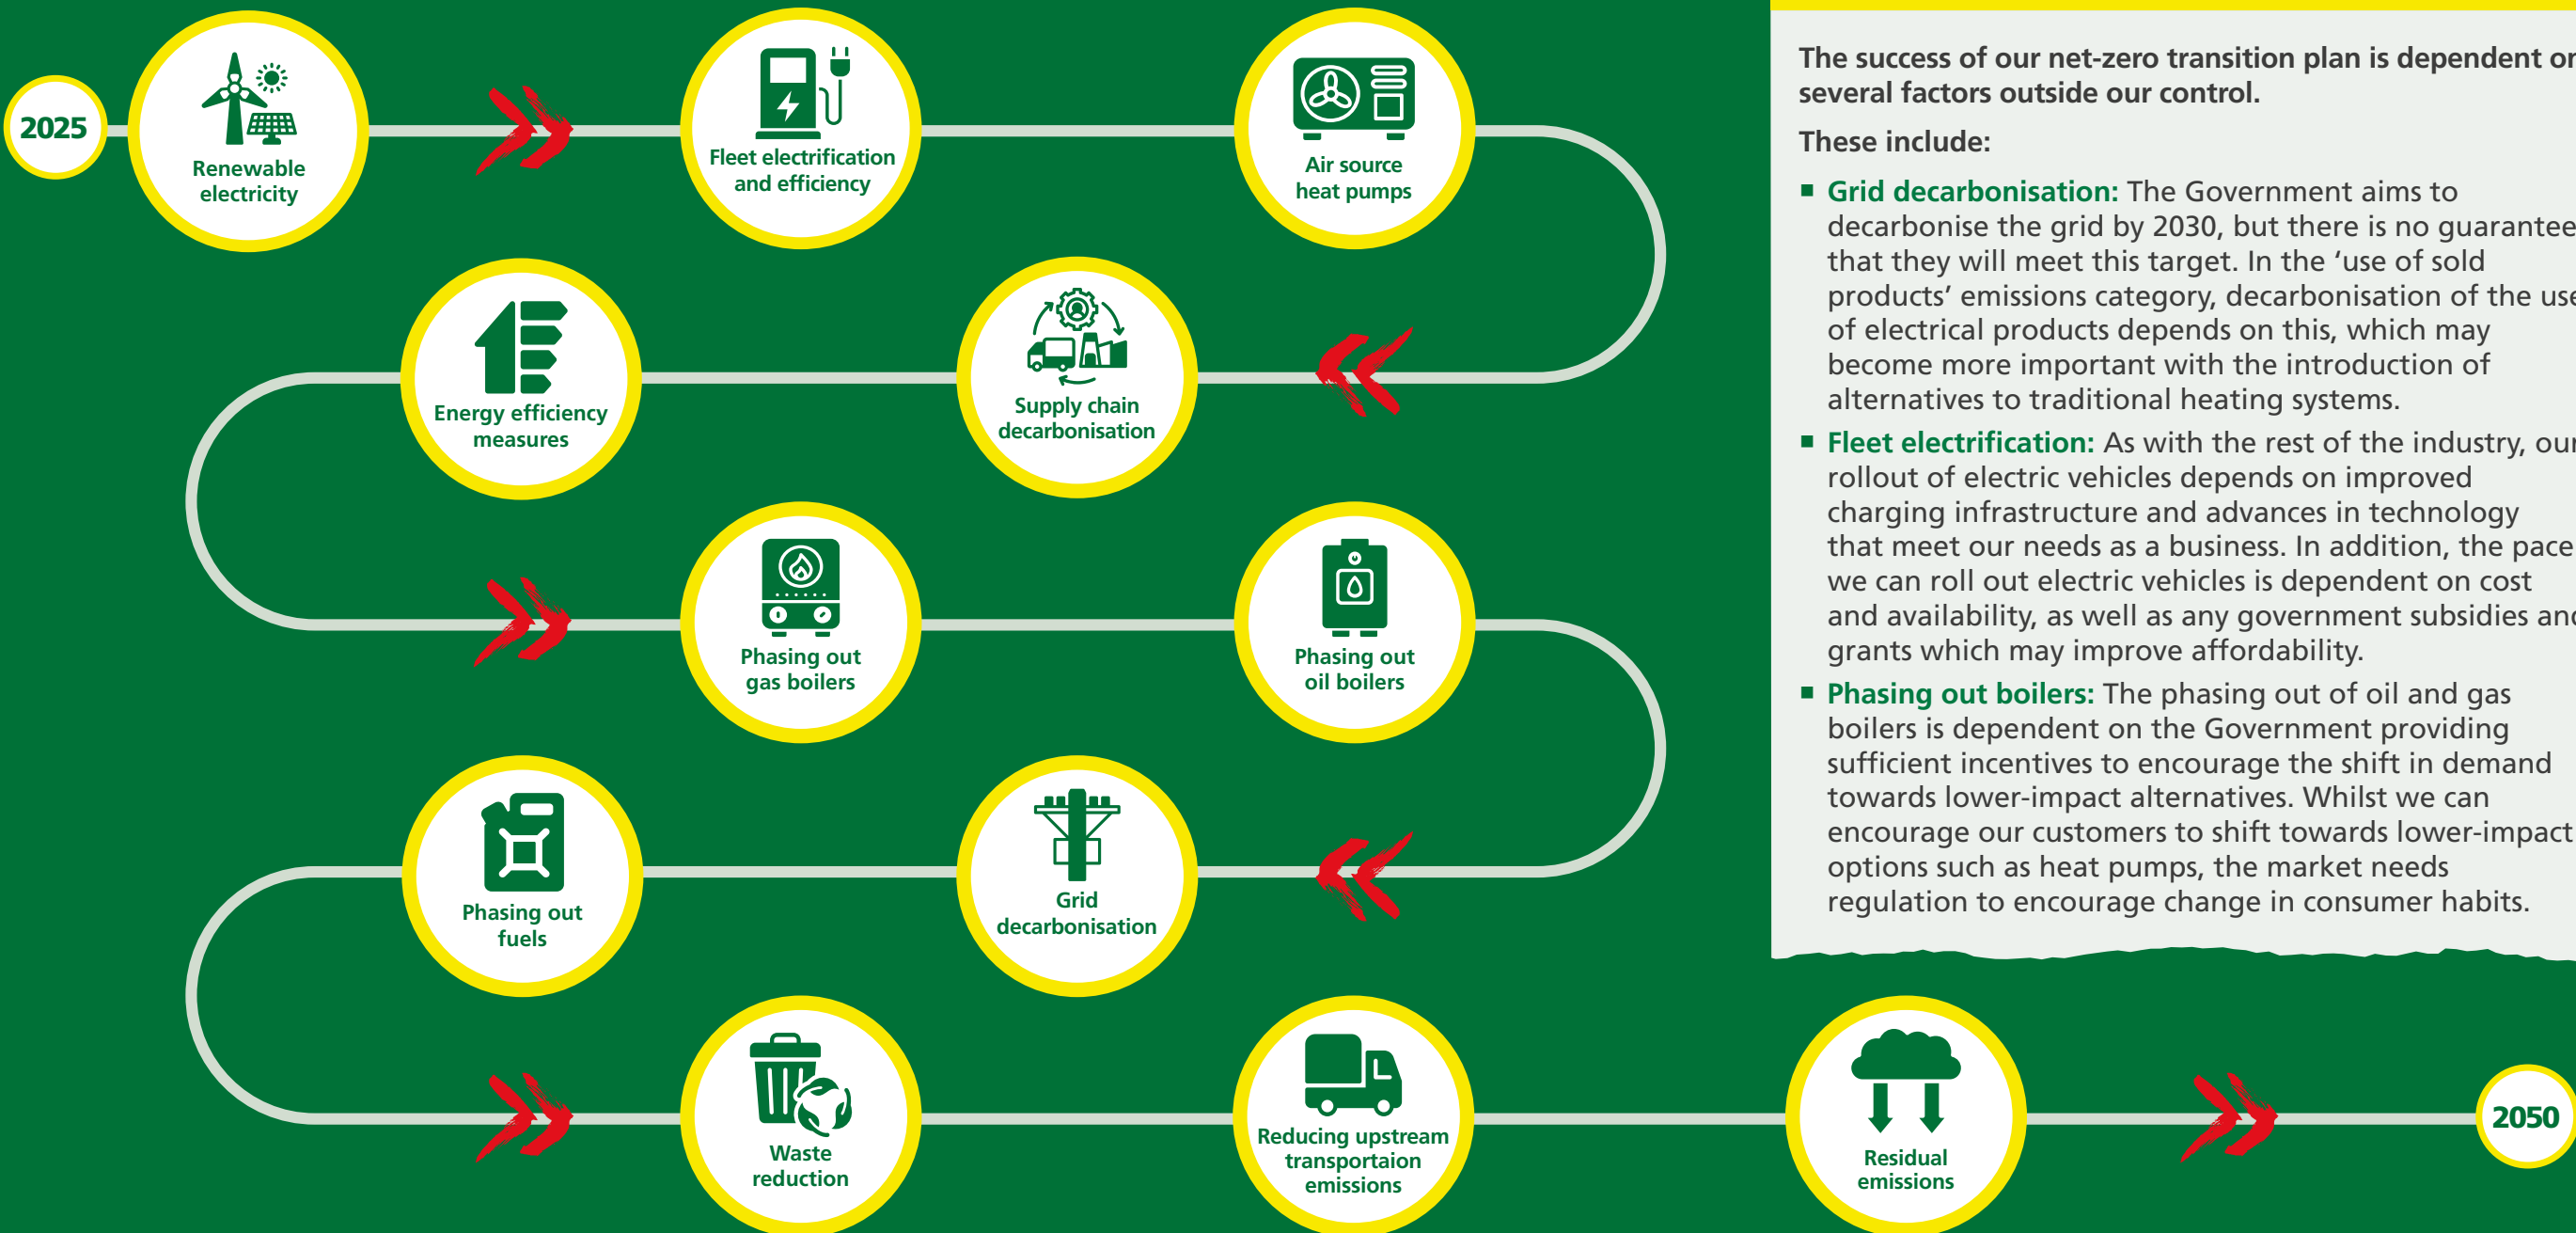 2025
Renewable
electricity
Fleet electrification
and efficiency
Air source
heat pumps
Supply chain
decarbonisation
Energy efficiency
measures
Phasing out
gas boilers
Phasing out
oil boilers
Grid
decarbonisation
Phasing out
fuels
Waste
reduction
Reducing upstream
transportaion
emissions
Residual
emissions
2050
The success of our net-zero transition plan is dependent on
several factors outside our control.
These include:
Grid decarbonisation: The Government aims to
decarbonise the grid by 2030, but there is no guarantee
that they will meet this target. In the ‘use of sold
products’ emissions category, decarbonisation of the use
of electrical products depends on this, which may
become more important with the introduction of
alternatives to traditional heating systems.
Fleet electrification: As with the rest of the industry, our
rollout of electric vehicles depends on improved
charging infrastructure and advances in technology
that meet our needs as a business. In addition, the pace
we can roll out electric vehicles is dependent on cost
and availability, as well as any government subsidies and
grants which may improve affordability.
Phasing out boilers: The phasing out of oil and gas
boilers is dependent on the Government providing
sufficient incentives to encourage the shift in demand
towards lower-impact alternatives. Whilst we can
encourage our customers to shift towards lower-impact
options such as heat pumps, the market needs
regulation to encourage change in consumer habits.